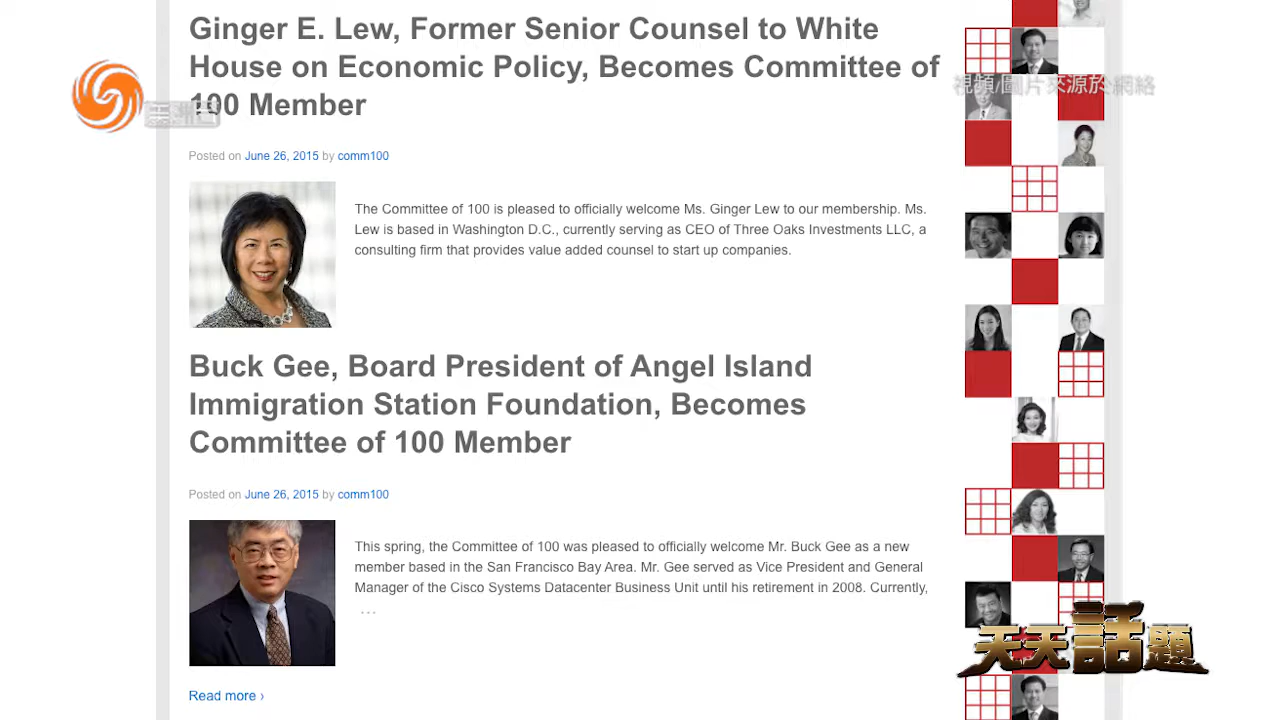 Ginger E. Lew, Former Senior Counsel to White
House on Economic Policy, Becomes Committee of
100 Member
視頻/圖片來源於網絡
Posted on June 26, 2015 by comm100
The Committee of 100 is pleased to officially welcome Ms. Ginger Lew to our membership. Ms.
Lew is based in Washington D.C., currently serving as CEO of Three Oaks Investments LLC, a
consulting firm that provides value added counsel to start up companies.
Buck Gee, Board President of Angel Island
Immigration Station Foundation, Becomes
Committee of 100 Member
Posted on June 26, 2015 by comm100
This spring, the Committee of 100 was pleased to officially welcome Mr. Buck Gee as a new
member based in the San Francisco Bay Area. Mr. Gee served as Vice President and General
Manager of the Cisco Systems Datacenter Business Unit until his retirement in 2008. Currently,
...
Read more ›
天天話題